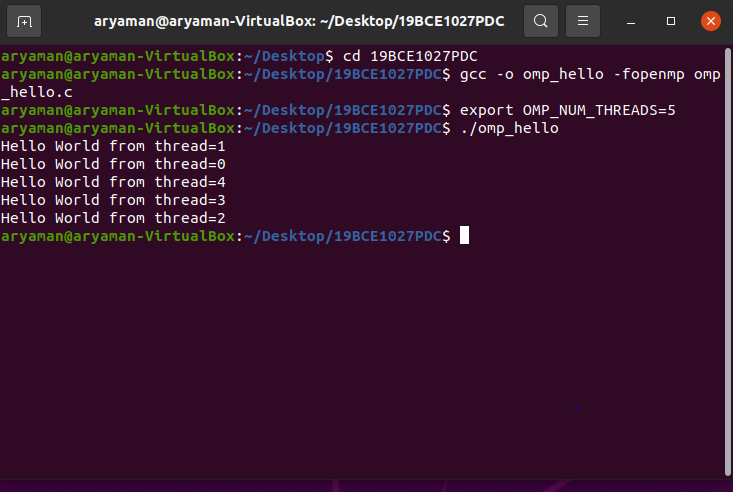 aryaman@aryaman-VirtualBox: ~/Desktop/19BCE1027PDC
aryaman@aryaman-VirtualBox:~/Desktop$ cd 19BCE1027PDC
aryaman@aryaman-VirtualBox:~/Desktop/19BCE1027PDC$ gcc -o omp_hello -fopenmp omp
_hello.c
aryaman@aryaman-VirtualBox:~/Desktop/19BCE1027PDC$ export OMP_NUM_THREADS=5
aryaman@aryaman-VirtualBox:~/Desktop/19BCE1027PDC$ ./omp_hello
Hello World from thread=1
Hello World from thread=0
Hello World from thread=4
Hello World from thread=3
Hello World from thread=2
aryaman@aryaman-VirtualBox:~/Desktop/19BCE1027PDC$